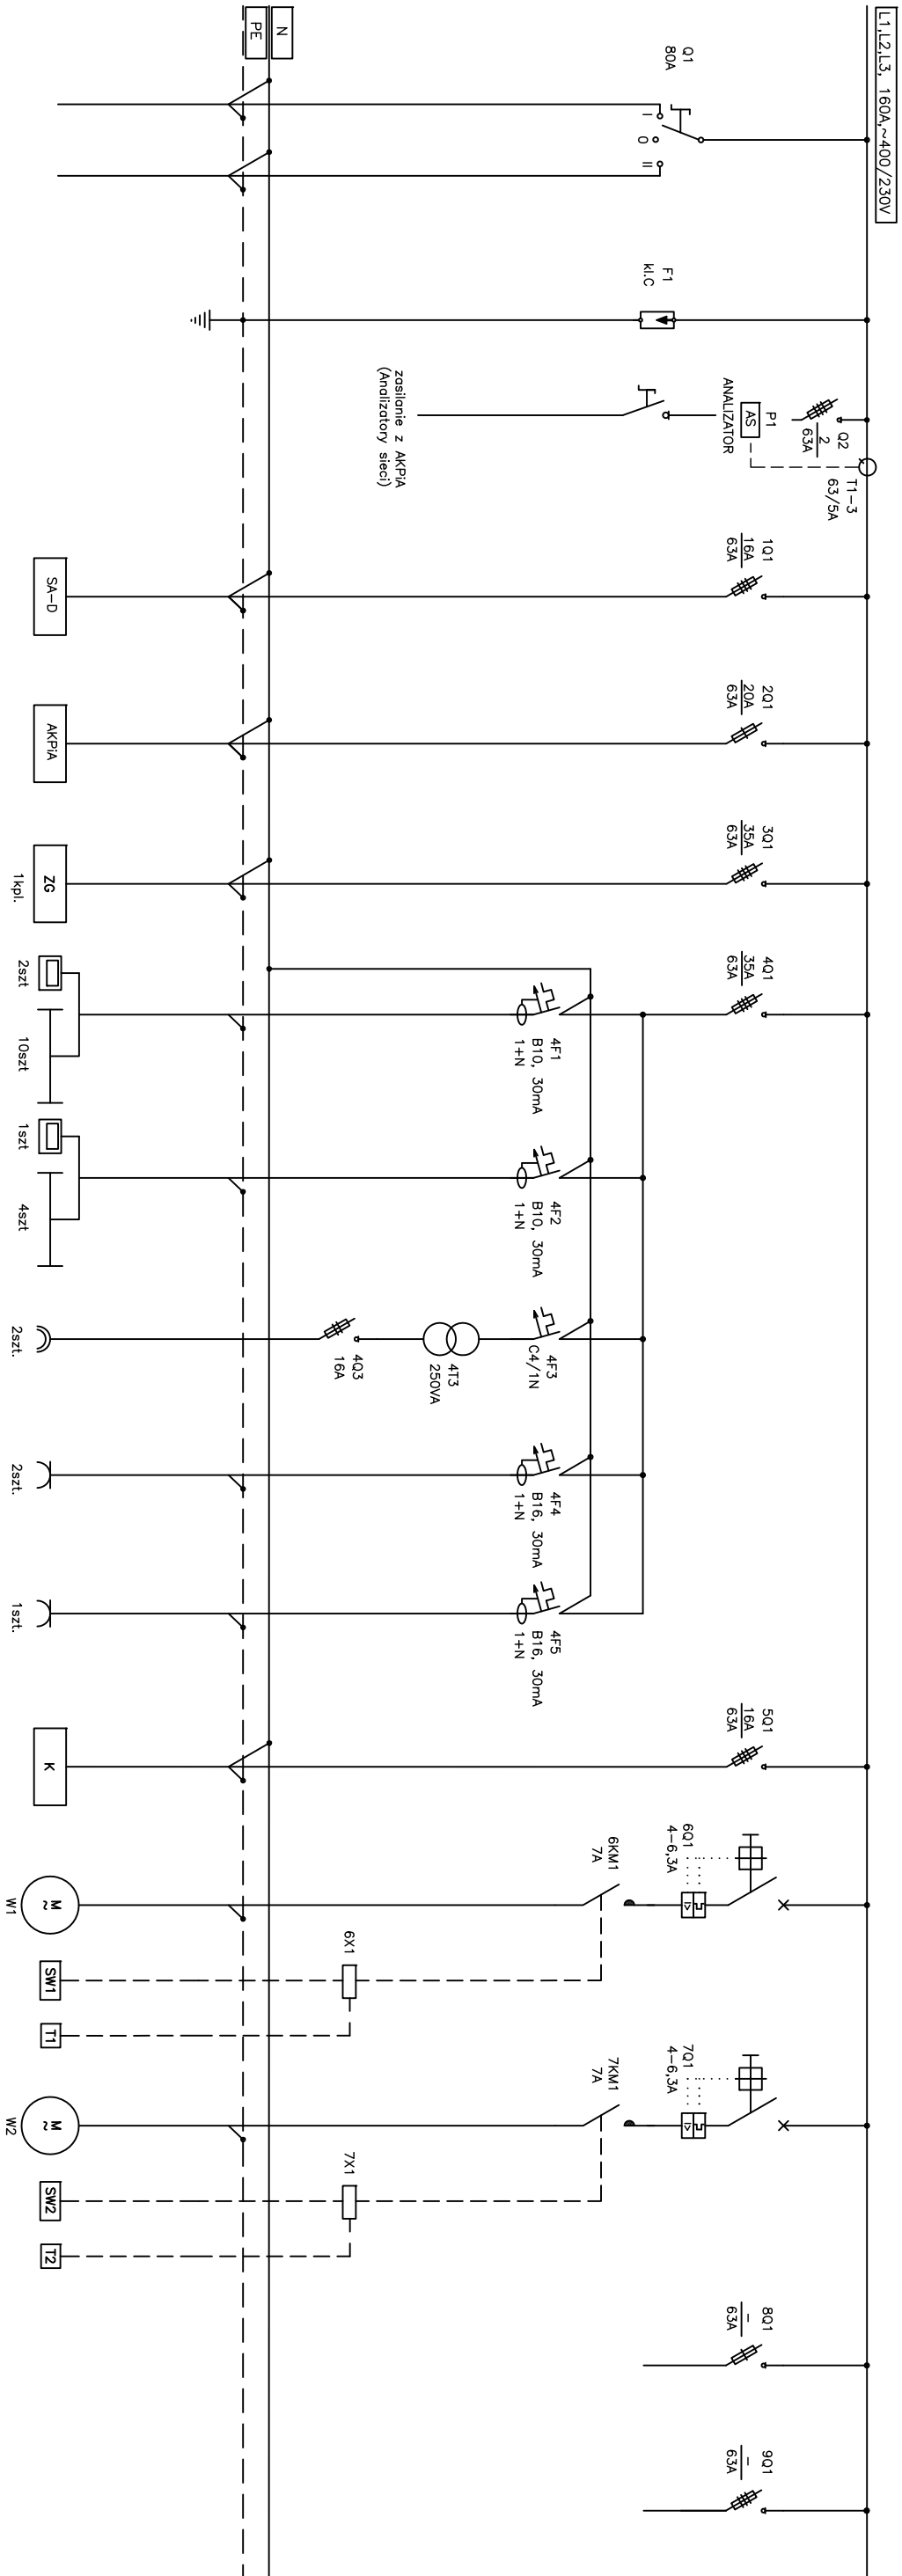 L1,L2,L3, 160A,~400/230V
N
PE
Q1
80A
I
0
II
F1
kl.C
Q2
2
63A
T1-3
63/5A
P1
AS
ANALIZATOR
zasilanie z AKPiA
(Analizatory sieci)
1Q1
16A
63A
SA-D
2Q1
20A
63A
AKPiA
3Q1
35A
63A
ZG
1kpl.
4Q1
35A
63A
4F1
B10, 30mA
1+N
2szt
10szt
4F2
B10, 30mA
1+N
1szt
4szt
4F3
C4/1N
4T3
250VA
4Q3
16A
2szt.
4F4
B16, 30mA
1+N
2szt.
4F5
B16, 30mA
1+N
1szt.
5Q1
16A
63A
K
6Q1
4-6,3A
6KM1
7A
6X1
M
~
W1
SW1
T1
7Q1
4-6,3A
7KM1
7A
7X1
M
~
W2
SW2
T2
8Q1
-
63A
9Q1
-
63A